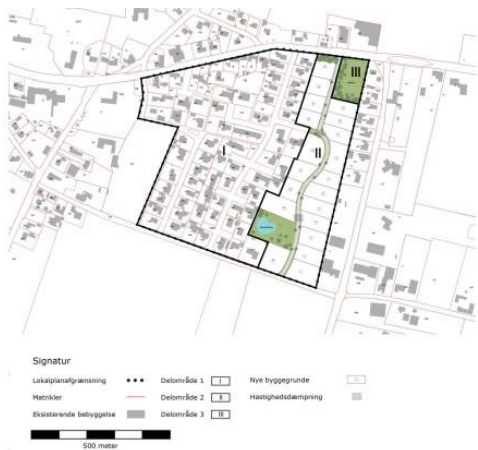 III
I
II
Signatur
Lokalplanafgrænsning
Delområde 1 I
Nye byggegrunde
Matrikler
Delområde 2 II
Hastighedsdæmpning
Eksisterende bebyggelse
Delområde 3 III
500 meter